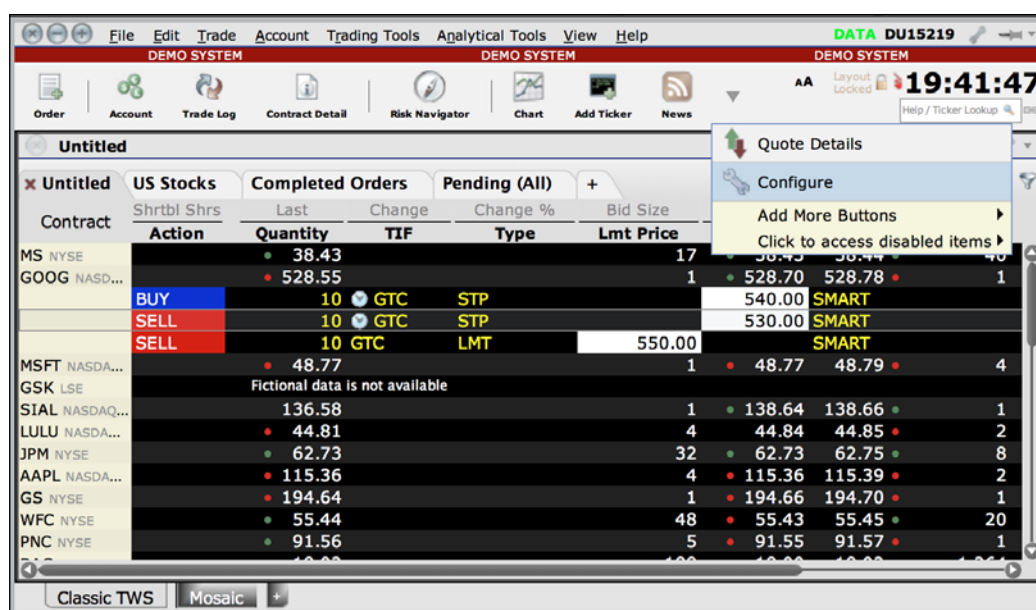 File Edit Trade Account Trading Tools Analytical Tools View Help DATA DU15219
DEMO SYSTEM DEMO SYSTEM DEMO SYSTEM
AA Layout Locked 19:41:47
Order Account Trade Log Contract Detail Risk Navigator Chart Add Ticker News Help / Ticker Lookup
Untitled
Quote Details
Configure
Add More Buttons
Click to access disabled items
Untitled US Stocks Completed Orders Pending (All) +
Contract Shrtbl Shrs Last Change Change % Bid Size
Action Quantity TIF Type Lmt Price
MS NYSE 38.43 17 38.43 38.44 40
GOOG NASD... 528.55 1 528.70 528.78 1
BUY 10 GTC STP 540.00 SMART
SELL 10 GTC STP 530.00 SMART
SELL 10 GTC LMT 550.00 SMART
MSFT NASDA... 48.77 1 48.77 48.79 4
GSK LSE Fictional data is not available
SIAL NASDAQ... 136.58 1 138.64 138.66 1
LULU NASDA... 44.81 4 44.84 44.85 2
JPM NYSE 62.73 32 62.73 62.75 8
AAPL NASDA... 115.36 4 115.36 115.39 2
GS NYSE 194.64 1 194.66 194.70 1
WFC NYSE 55.44 48 55.43 55.45 20
PNC NYSE 91.56 5 91.55 91.57 1
Classic TWS Mosaic +